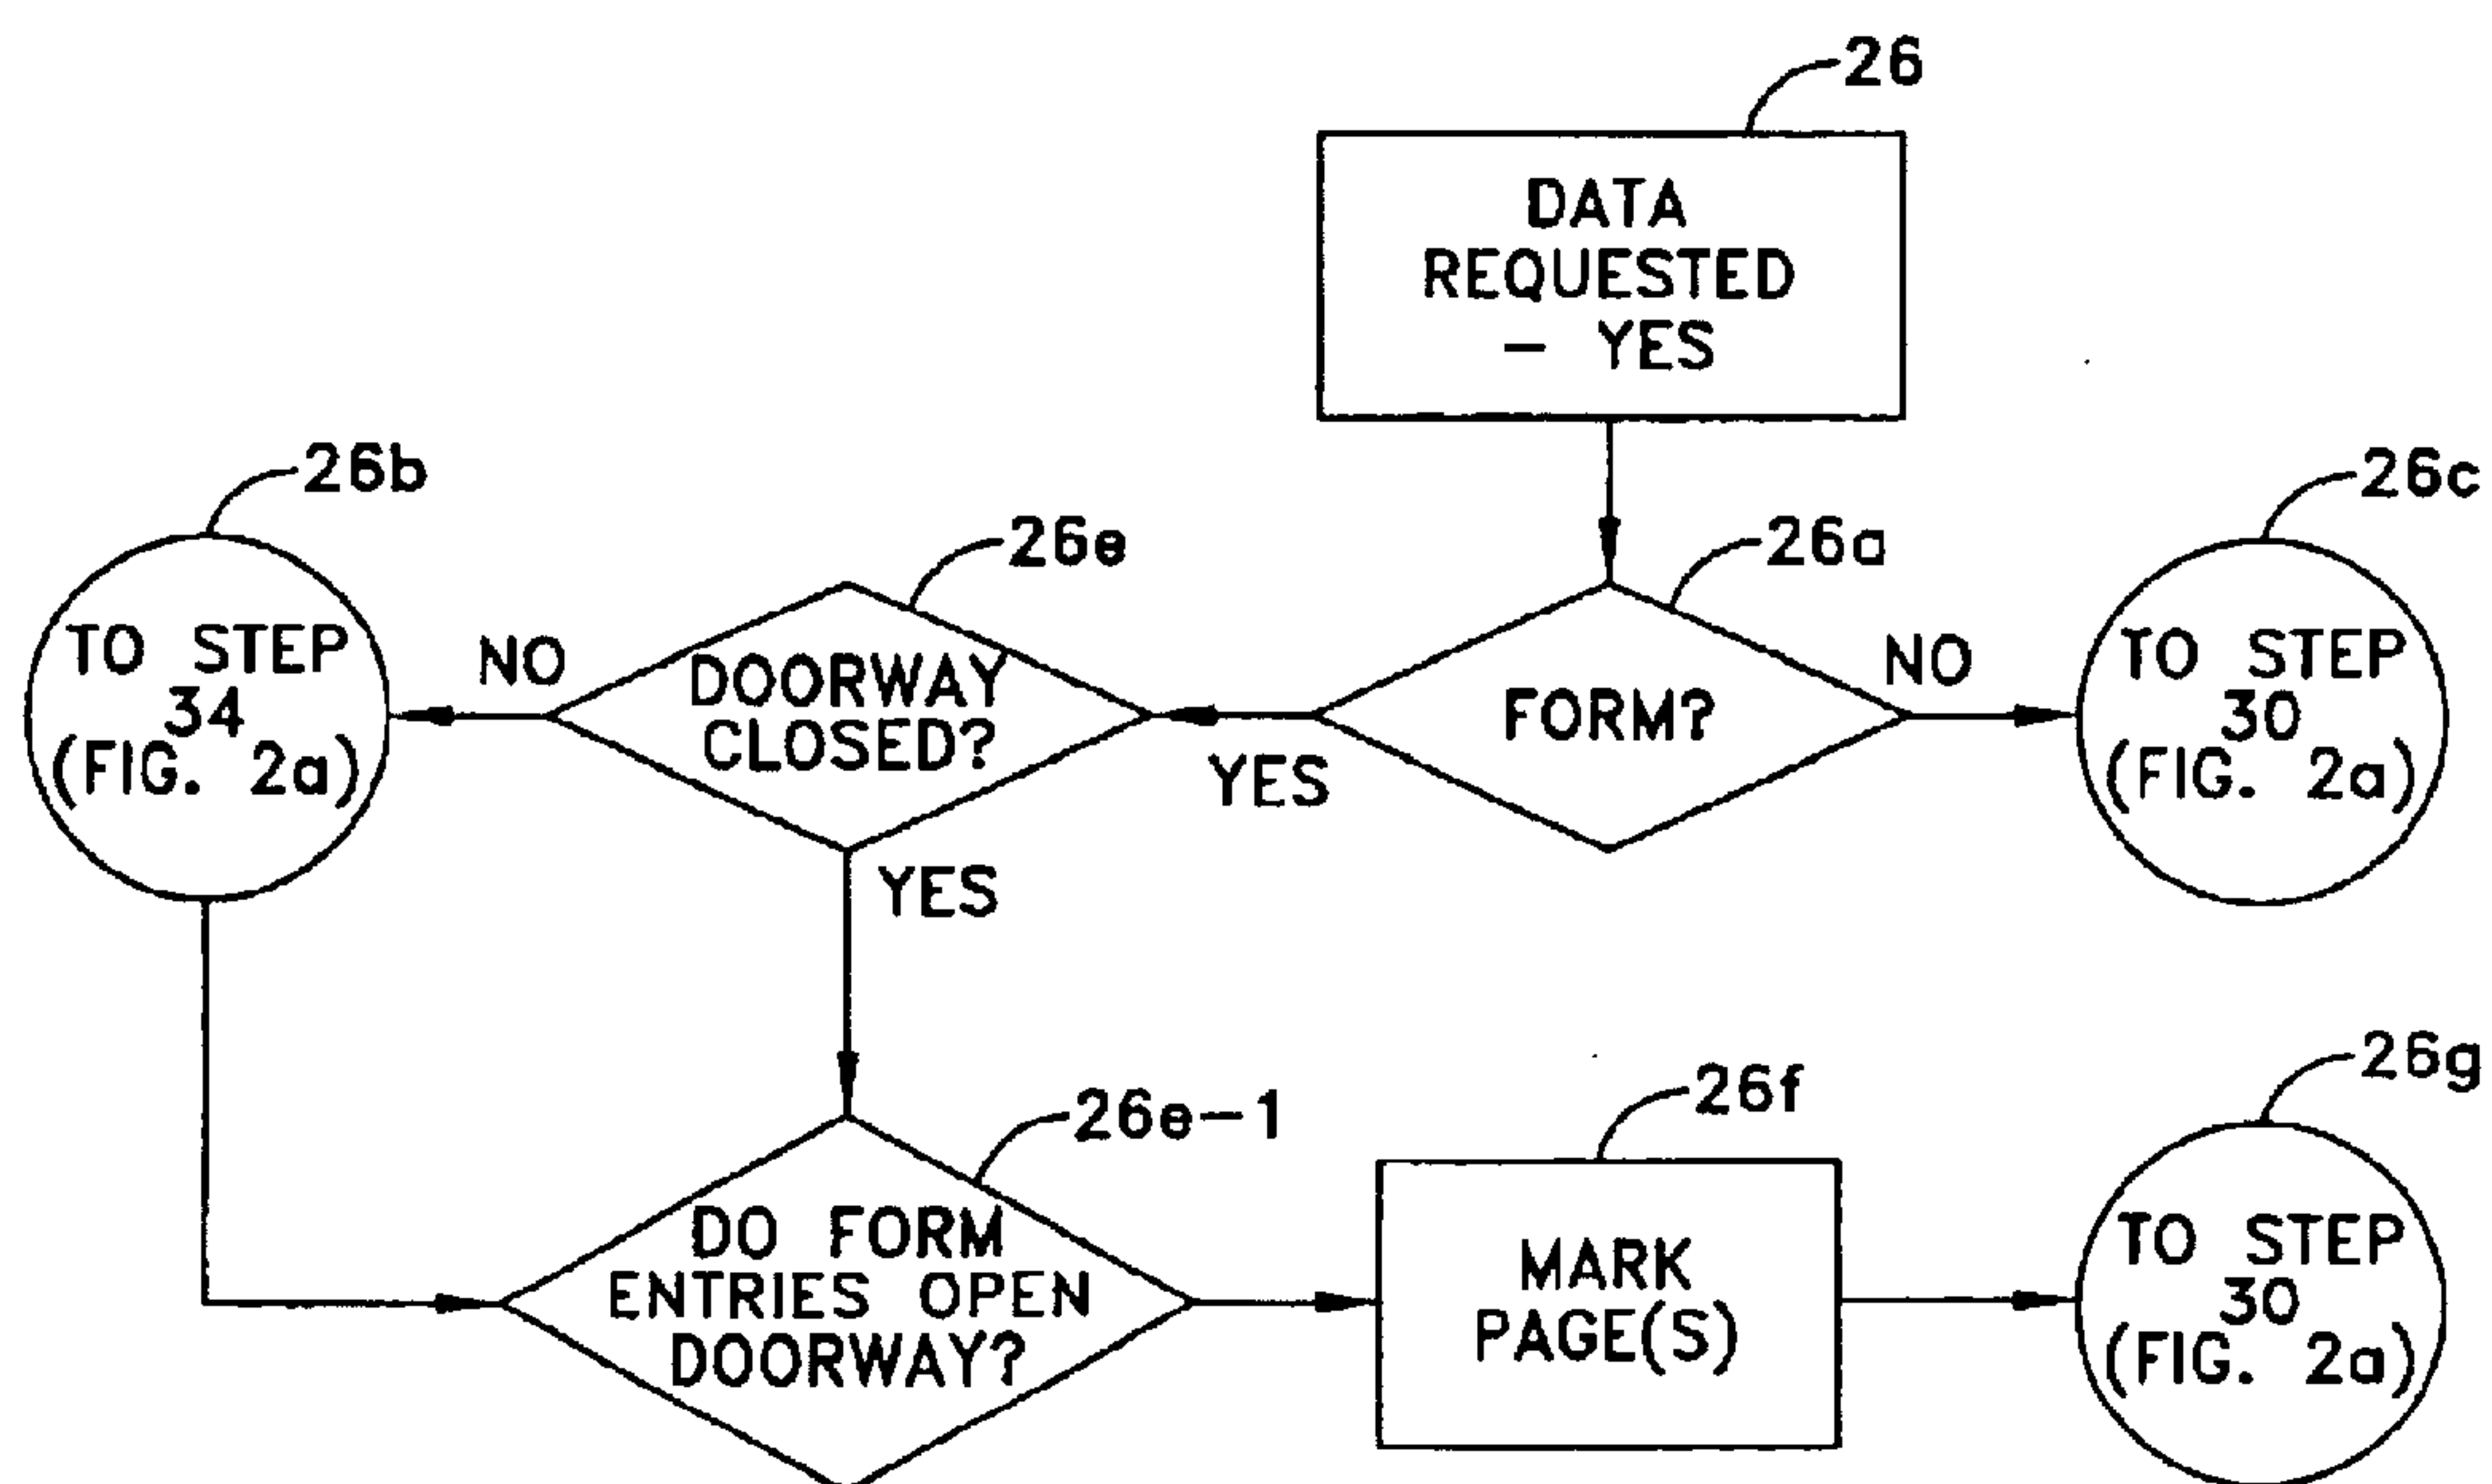 26
DATA
REQUESTED
- YES
26b
26e
26a
26c
TO STEP
34
(FIG. 2a)
NO
DOORWAY
CLOSED?
YES
FORM?
NO
TO STEP
30
(FIG. 2a)
YES
26e-1
26f
26g
DO FORM
ENTRIES OPEN
DOORWAY?
MARK
PAGE(S)
TO STEP
30
(FIG. 2a)